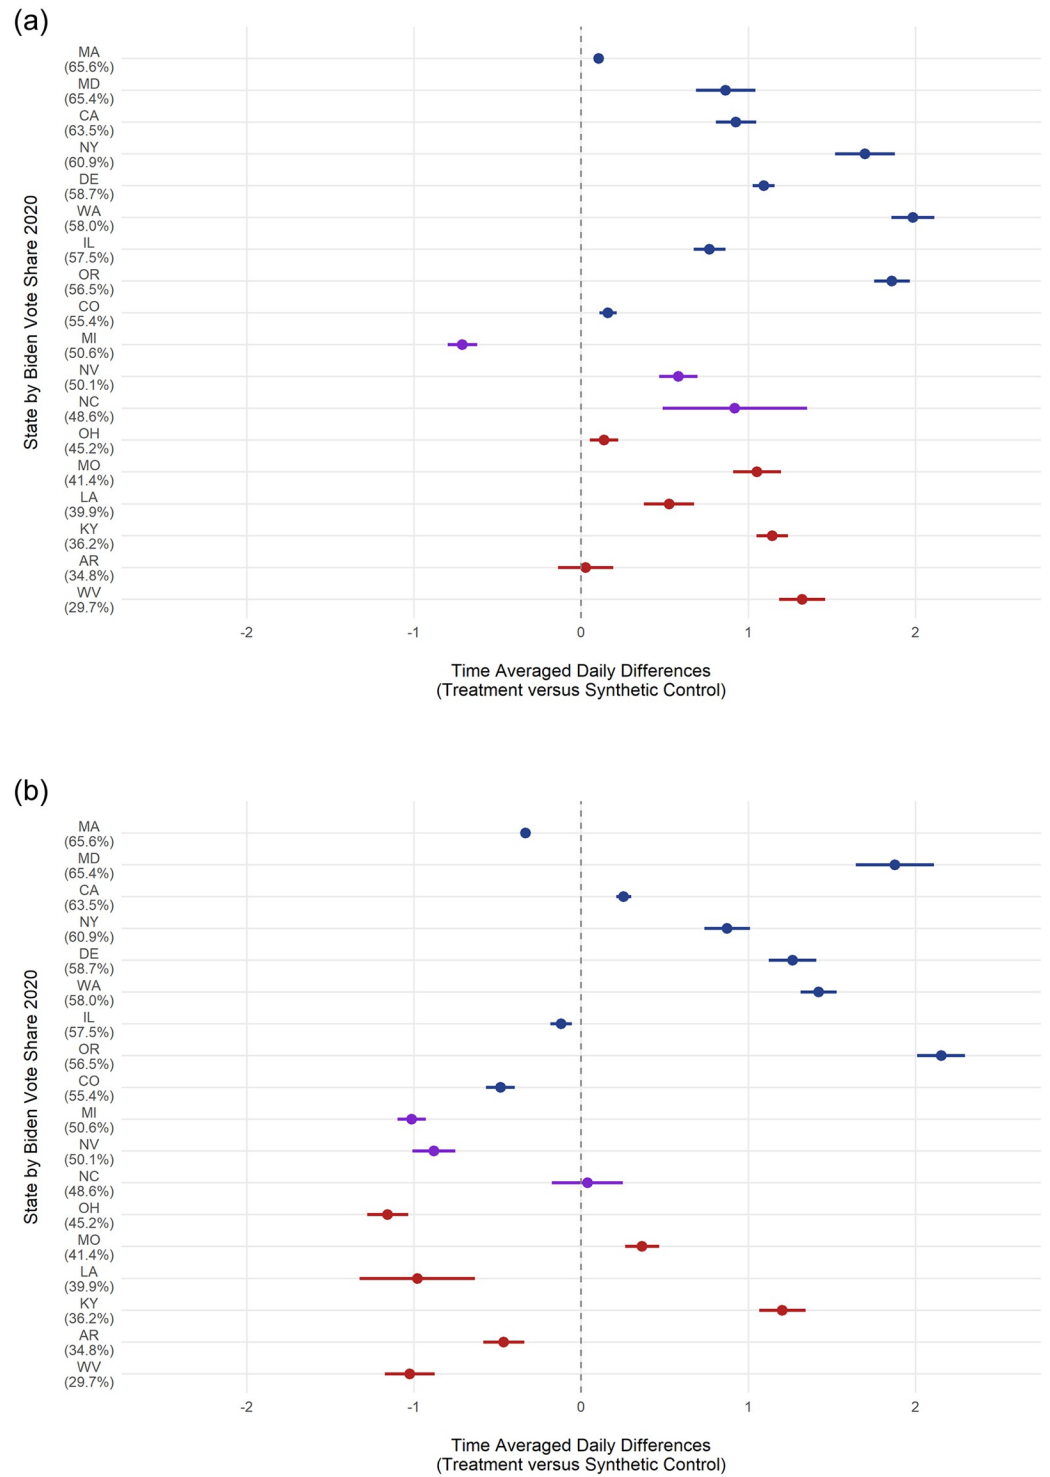 (a)
State by Biden Vote Share 2020
MA
(65.6%)
MD
(65.4%)
CA
(63.5%)
NY
(60.9%)
DE
(58.7%)
WA
(58.0%)
IL
(57.5%)
OR
(56.5%)
CO
(55.4%)
MI
(50.6%)
NV
(50.1%)
NC
(48.6%)
OH
(45.2%)
MO
(41.4%)
LA
(39.9%)
KY
(36.2%)
AR
(34.8%)
WV
(29.7%)
-2 -1 0 1 2
Time Averaged Daily Differences
(Treatment versus Synthetic Control)
(b)
State by Biden Vote Share 2020
MA
(65.6%)
MD
(65.4%)
CA
(63.5%)
NY
(60.9%)
DE
(58.7%)
WA
(58.0%)
IL
(57.5%)
OR
(56.5%)
CO
(55.4%)
MI
(50.6%)
NV
(50.1%)
NC
(48.6%)
OH
(45.2%)
MO
(41.4%)
LA
(39.9%)
KY
(36.2%)
AR
(34.8%)
WV
(29.7%)
-2 -1 0 1 2
Time Averaged Daily Differences
(Treatment versus Synthetic Control)